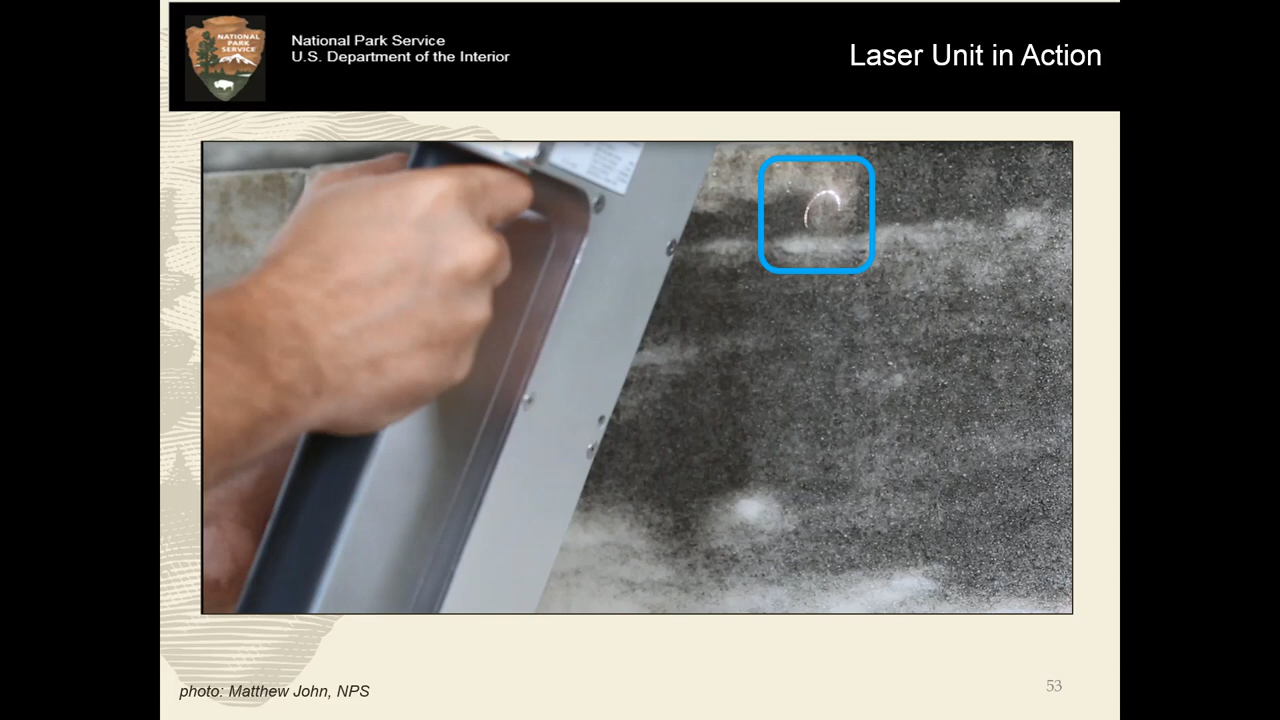 NATIONAL
PARK
SERVICE
National Park Service
U.S. Department of the Interior
Laser Unit in Action
photo: Matthew John, NPS
53